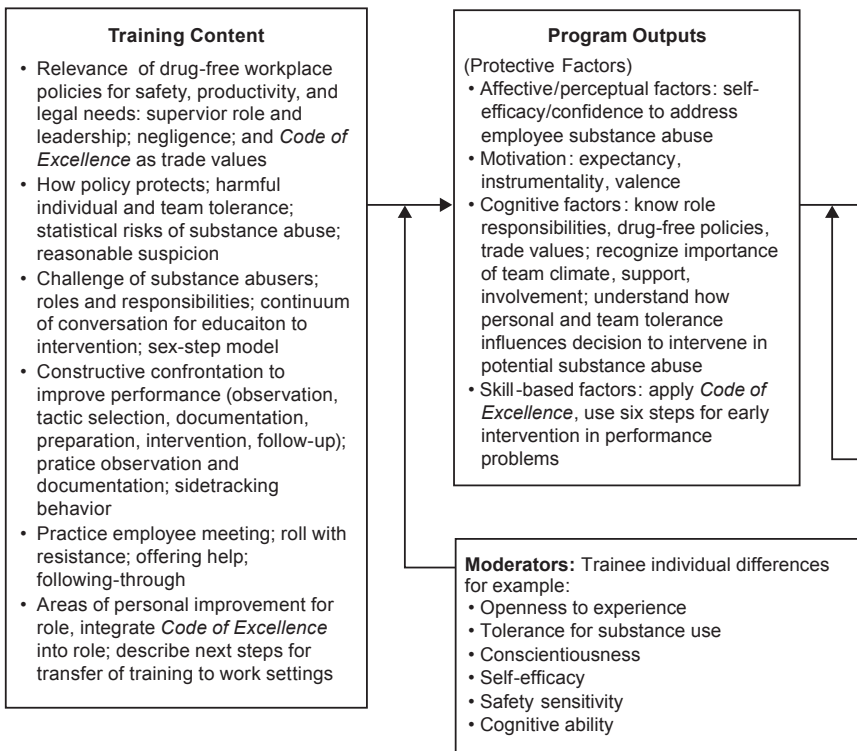 Training Content
• Relevance of drug-free workplace
policies for safety, productivity, and
legal needs: supervior role and
leadership; negligence; and Code of
Excellence as trade values
• How policy protects; harmful
individual and team tolerance;
statistical risks of substance abuse;
reasonable suspicion
• Challenge of substance abusers;
roles and responsibilities; continuum
of conversation for educaiton to
intervention; sex-step model
• Constructive confrontation to
improve performance (observation,
tactic selection, documentation,
preparation, intervention, follow-up);
pratice observation and
documentation; sidetracking
behavior
• Practice employee meeting; roll with
resistance; offering help;
following-through
• Areas of personal improvement for
role, integrate Code of Excellence
into role; describe next steps for
transfer of training to work settings
Program Outputs
(Protective Factors)
• Affective/perceptual factors: self-
efficacy/confidence to address
employee substance abuse
• Motivation: expectancy,
instrumentality, valence
• Cognitive factors: know role
responsibilities, drug-free policies,
trade values; recognize importance
of team climate, support,
involvement; understand how
personal and team tolerance
influences decision to intervene in
potential substance abuse
• Skill-based factors: apply Code of
Excellence, use six steps for early
intervention in performance
problems
Moderators: Trainee individual differences
for example:
• Openness to experience
• Tolerance for substance use
• Conscientiousness
• Self-efficacy
• Safety sensitivity
• Cognitive ability